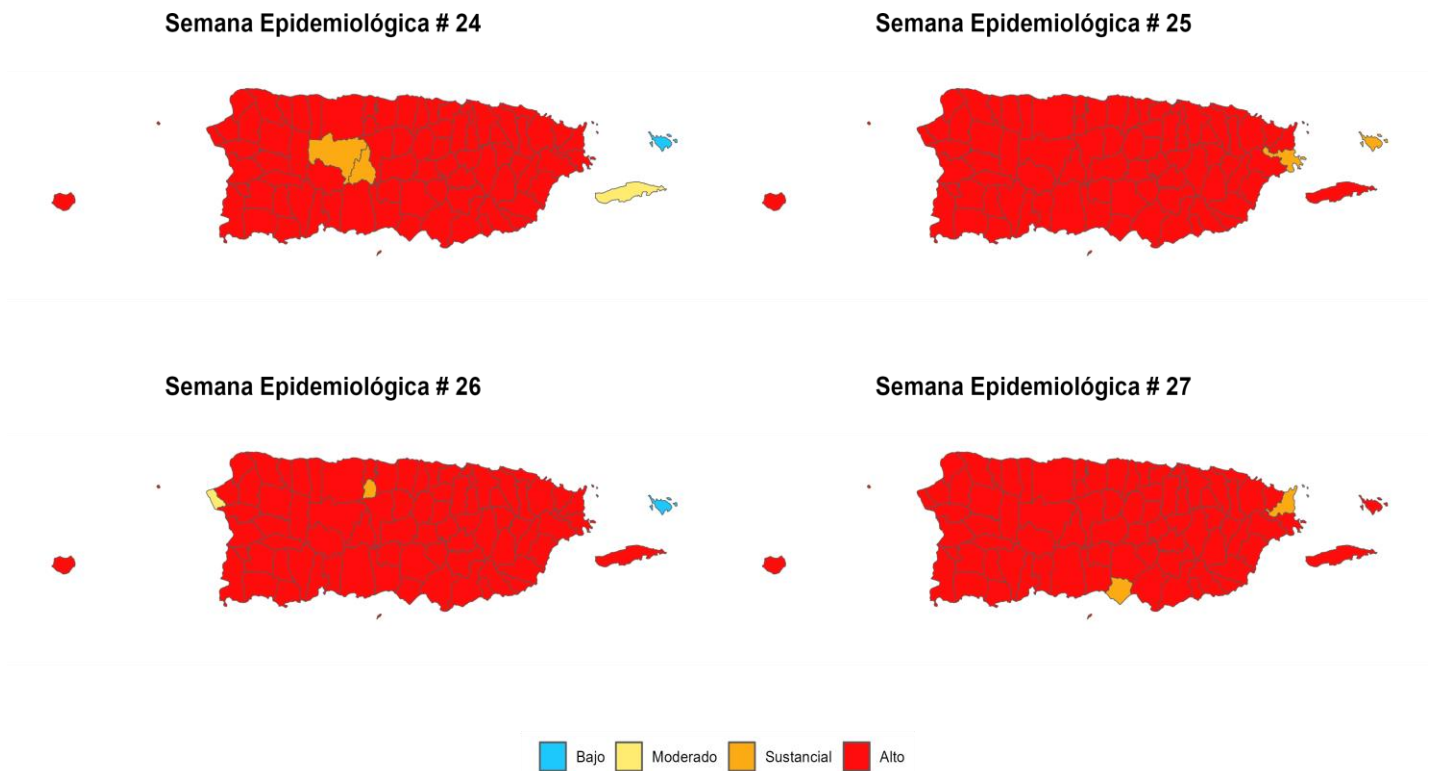 Semana Epidemiológica # 24
Semana Epidemiológica # 25
Semana Epidemiológica # 26
Semana Epidemiológica # 27
Bajo Moderado Sustancial Alto